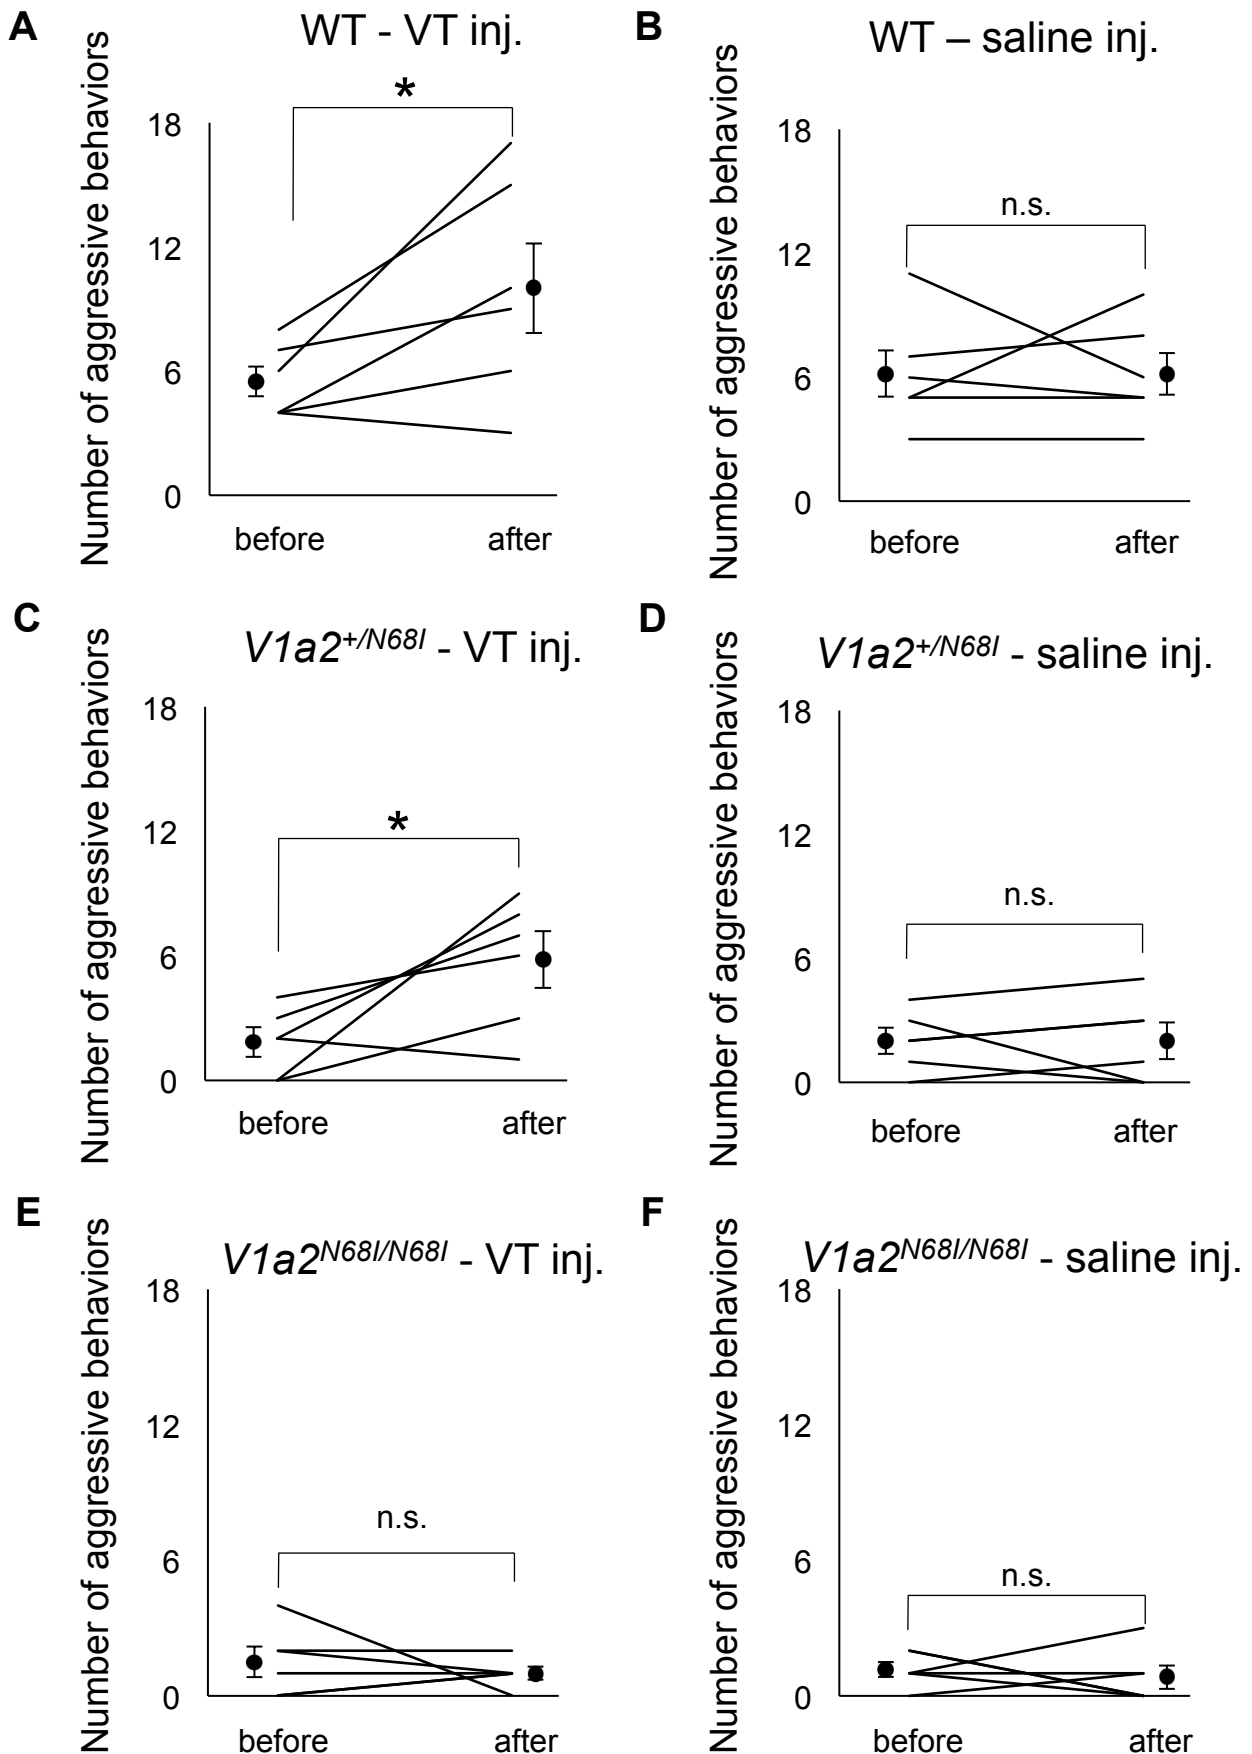 A
WT - VT inj.
Number of aggressive behaviors
*
18
12
6
0
before after
B
WT – saline inj.
Number of aggressive behaviors
n.s.
18
12
6
0
before after
C
V1a2+/N68I - VT inj.
Number of aggressive behaviors
*
18
12
6
0
before after
D
V1a2+/N68I - saline inj.
Number of aggressive behaviors
n.s.
18
12
6
0
before after
E
V1a2N68I/N68I - VT inj.
Number of aggressive behaviors
n.s.
18
12
6
0
before after
F
V1a2N68I/N68I - saline inj.
Number of aggressive behaviors
n.s.
18
12
6
0
before after